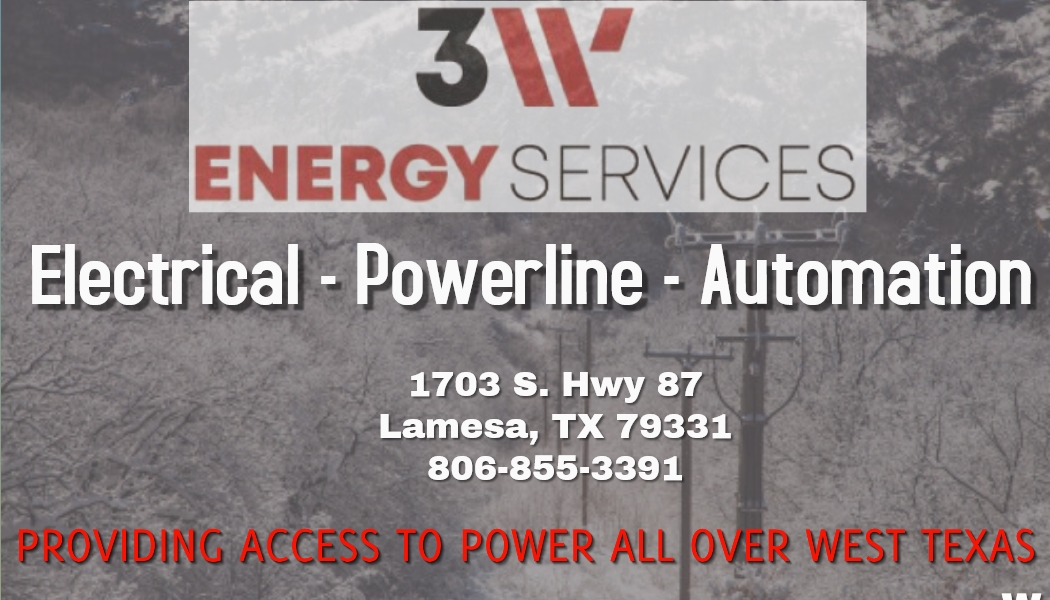 3W
ENERGY SERVICES
Electrical - Powerline - Automation
1703 S. Hwy 87
Lamesa, TX 79331
806-855-3391
PROVIDING ACCESS TO POWER ALL OVER WEST TEXAS